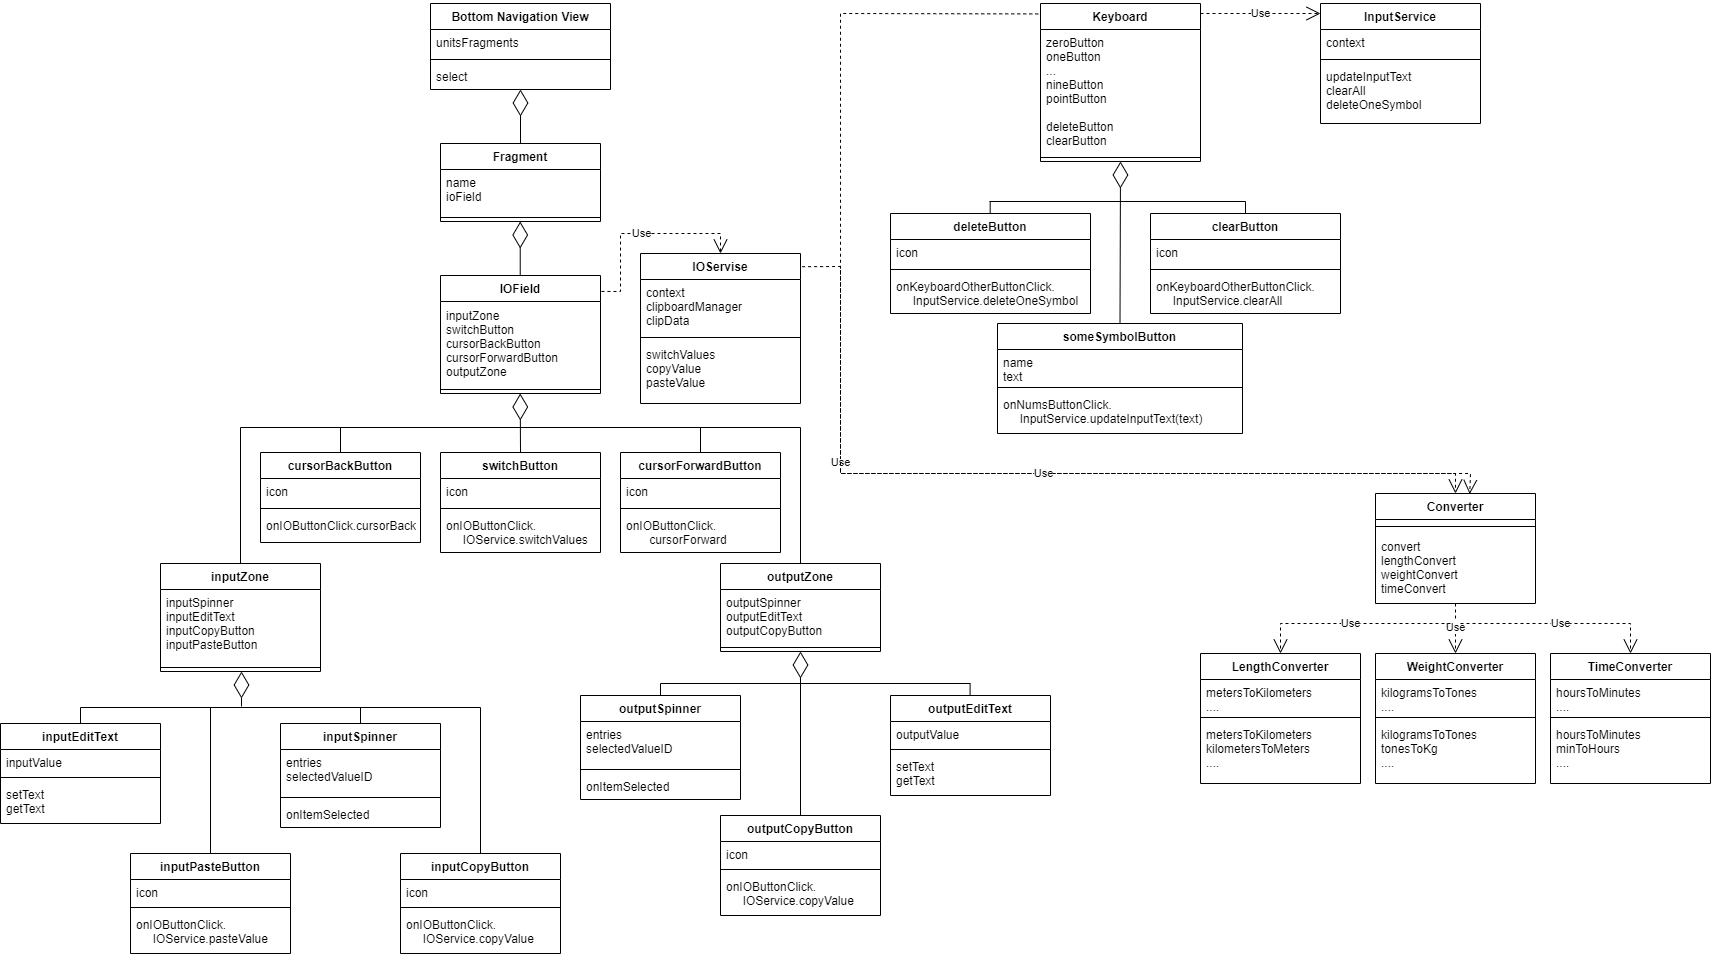 Bottom Navigation View
unitsFragments
select
Fragment
name
ioField
IOField
inputZone
switchButton
cursorBackButton
cursorForwardButton
outputZone
Use
IOServise
context
clipboardManager
clipData
switchValues
copyValue
pasteValue
Keyboard
zeroButton
oneButton
...
nineButton
pointButton
deleteButton
clearButton
Use
InputService
context
updateInputText
clearAll
deleteOneSymbol
deleteButton
icon
onKeyboardOtherButtonClick.
InputService.deleteOneSymbol
clearButton
icon
onKeyboardOtherButtonClick.
InputService.clearAll
someSymbolButton
name
text
onNumsButtonClick.
InputService.updateInputText(text)
cursorBackButton
icon
onIOButtonClick.cursorBack
switchButton
icon
onIOButtonClick.
IOService.switchValues
cursorForwardButton
icon
onIOButtonClick.
cursorForward
Use
Use
Converter
convert
lengthConvert
weightConvert
timeConvert
Use
Use
Use
inputZone
inputSpinner
inputEditText
inputCopyButton
inputPasteButton
outputZone
outputSpinner
outputEditText
outputCopyButton
LengthConverter
metersToKilometers
....
metersToKilometers
kilometersToMeters
....
WeightConverter
kilogramsToTones
....
kilogramsToTones
tonesToKg
....
TimeConverter
hoursToMinutes
....
hoursToMinutes
minToHours
....
inputEditText
inputValue
setText
getText
inputSpinner
entries
selectedValueID
onItemSelected
outputSpinner
entries
selectedValueID
onItemSelected
outputEditText
outputValue
setText
getText
inputPasteButton
icon
onIOButtonClick.
IOService.pasteValue
inputCopyButton
icon
onIOButtonClick.
IOService.copyValue
outputCopyButton
icon
onIOButtonClick.
IOService.copyValue